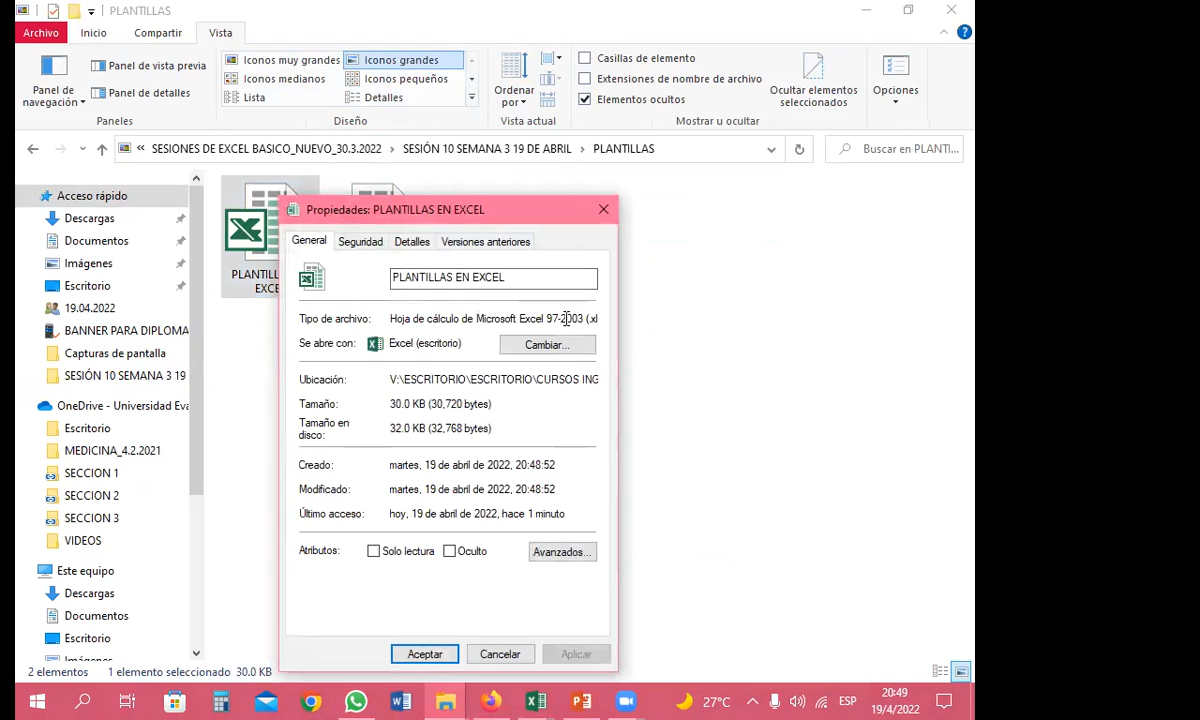 PLANTILLAS
Archivo Inicio Compartir Vista
Panel de navegación
Panel de vista previa
Panel de detalles
Paneles
Iconos muy grandes Iconos grandes
Iconos medianos Iconos pequeños
Lista Detalles
Diseño
Ordenar por
Vista actual
Casillas de elemento
Extensiones de nombre de archivo
Elementos ocultos
Ocultar elementos seleccionados
Mostrar u ocultar
Opciones
« SESIONES DE EXCEL BASICO_NUEVO_30.3.2022 › SESIÓN 10 SEMANA 3 19 DE ABRIL › PLANTILLAS
Buscar en PLANTI...
Acceso rápido
Descargas
Documentos
Imágenes
Escritorio
19.04.2022
BANNER PARA DIPLOMA
Capturas de pantalla
SESIÓN 10 SEMANA 3 19
OneDrive - Universidad Eva
Escritorio
MEDICINA_4.2.2021
SECCION 1
SECCION 2
SECCION 3
VIDEOS
Este equipo
Descargas
Documentos
Escritorio
Imágenes
PLANTILLA
EXCE
Propiedades: PLANTILLAS EN EXCEL
General Seguridad Detalles Versiones anteriores
PLANTILLAS EN EXCEL
Tipo de archivo: Hoja de cálculo de Microsoft Excel 97-2003 (.xl
Se abre con: Excel (escritorio) Cambiar...
Ubicación: V:\ESCRITORIO\ESCRITORIO\CURSOS ING
Tamaño: 30.0 KB (30,720 bytes)
Tamaño en disco: 32.0 KB (32,768 bytes)
Creado: martes, 19 de abril de 2022, 20:48:52
Modificado: martes, 19 de abril de 2022, 20:48:52
Último acceso: hoy, 19 de abril de 2022, hace 1 minuto
Atributos: Solo lectura Oculto Avanzados...
Aceptar Cancelar Aplicar
2 elementos 1 elemento seleccionado 30.0 KB
27°C ESP
20:49
19/4/2022